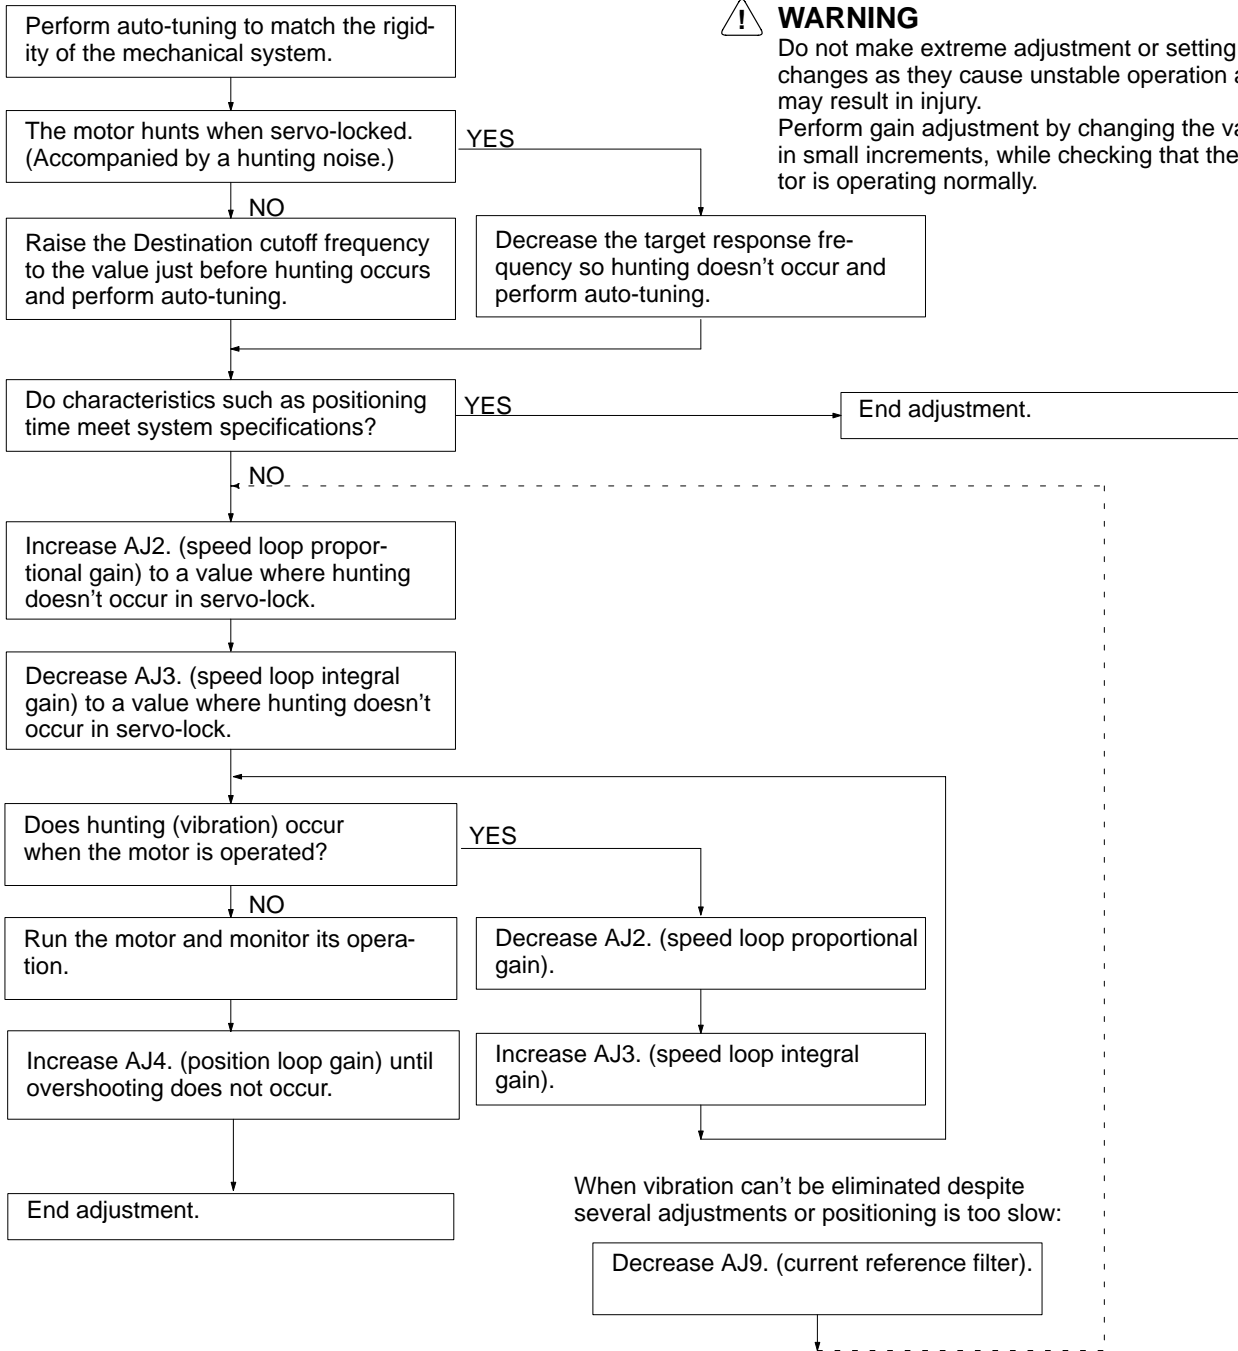 Perform auto-tuning to match the rigid-
ity of the mechanical system.
! WARNING
Do not make extreme adjustment or setting
changes as they cause unstable operation
may result in injury.
Perform gain adjustment by changing the
in small increments, while checking that the
tor is operating normally.
The motor hunts when servo-locked.
(Accompanied by a hunting noise.)
YES
NO
Raise the Destination cutoff frequency
to the value just before hunting occurs
and perform auto-tuning.
Decrease the target response fre-
quency so hunting doesn't occur and
perform auto-tuning.
Do characteristics such as positioning
time meet system specifications?
YES
End adjustment.
NO
Increase AJ2. (speed loop propor-
tional gain) to a value where hunting
doesn't occur in servo-lock.
Decrease AJ3. (speed loop integral
gain) to a value where hunting doesn't
occur in servo-lock.
Does hunting (vibration) occur
when the motor is operated?
YES
NO
Run the motor and monitor its opera-
tion.
Decrease AJ2. (speed loop proportional
gain).
Increase AJ4. (position loop gain) until
overshooting does not occur.
Increase AJ3. (speed loop integral
gain).
End adjustment.
When vibration can't be eliminated despite
several adjustments or positioning is too slow:
Decrease AJ9. (current reference filter).